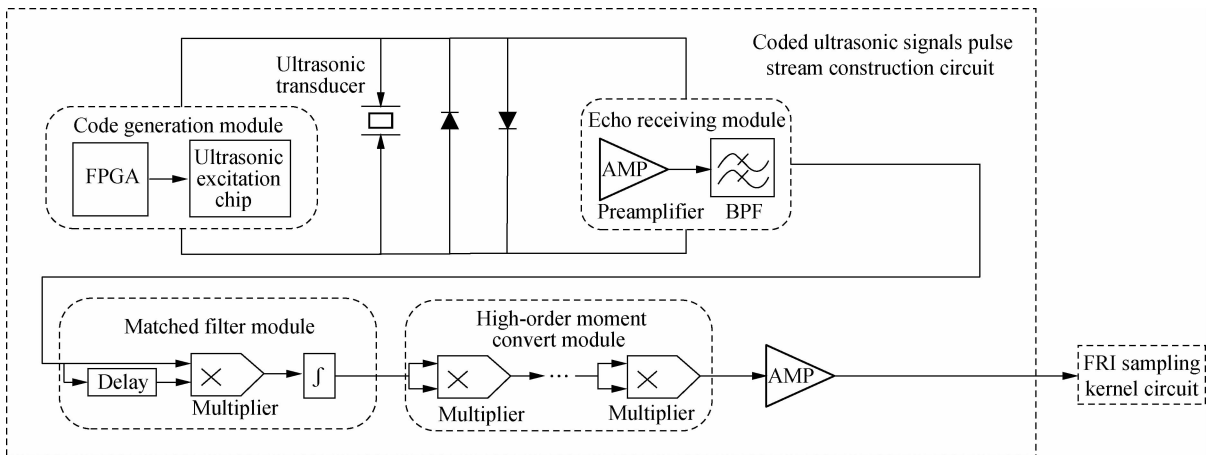 Coded ultrasonic signals pulse
stream construction circuit
Ultrasonic
transducer
Code generation module
FPGA
Ultrasonic
excitation
chip
Echo receiving module
AMP
Preamplifier
BPF
Matched filter module
Delay
×
Multiplier
∫
High-order moment
convert module
×
Multiplier
···
×
Multiplier
AMP
FRI sampling
kernel circuit